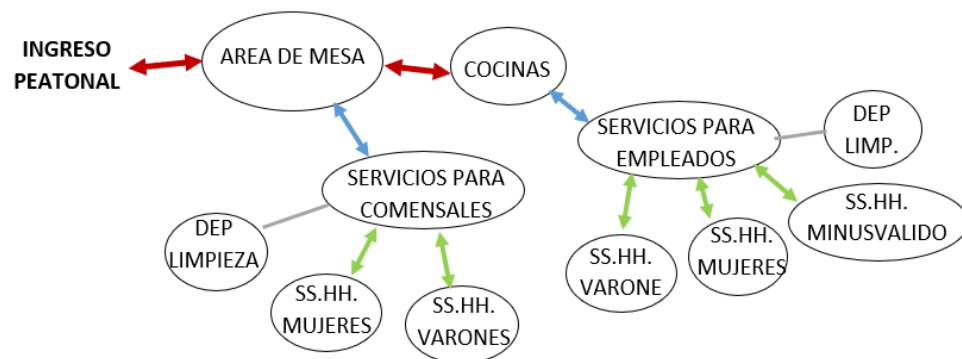 INGRESO
PEATONAL
AREA DE MESA
COCINAS
SERVICIOS PARA
EMPLEADOS
DEP
LIMP.
SERVICIOS PARA
COMENSALES
DEP
LIMPIEZA
SS.HH.
MUJERES
SS.HH.
VARONES
SS.HH.
VARONE
SS.HH.
MUJERES
SS.HH.
MINUSVALIDO